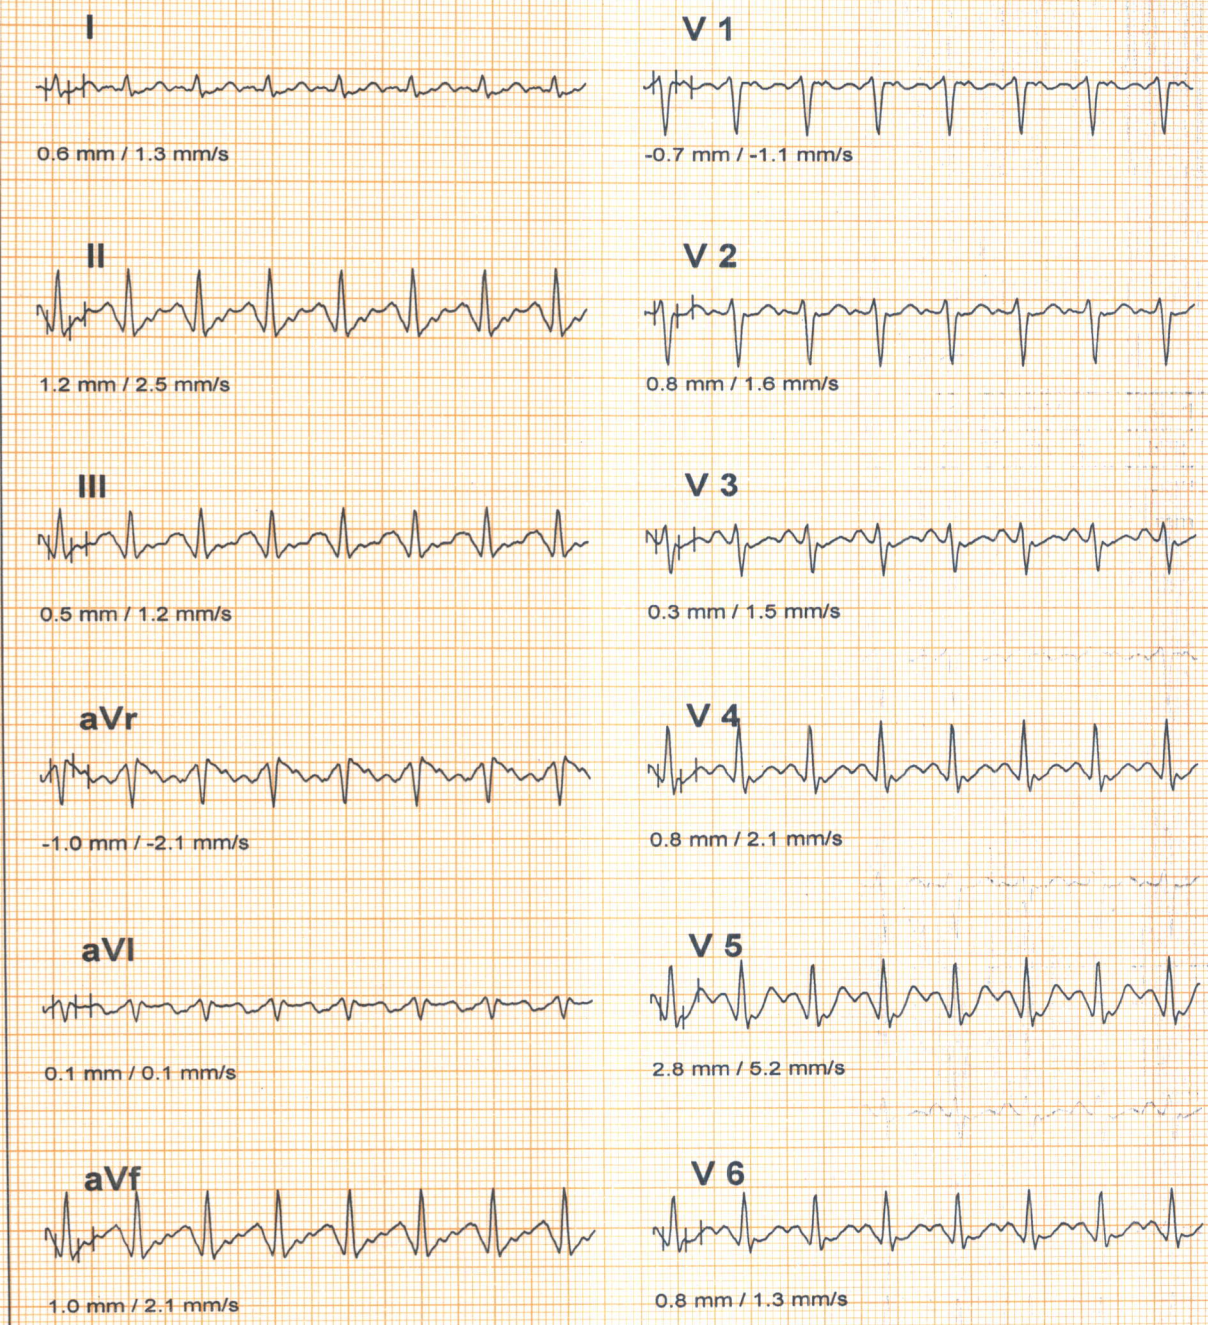 I
0.6 mm / 1.3 mm/s
II
1.2 mm / 2.5 mm/s
III
0.5 mm / 1.2 mm/s
aVr
-1.0 mm / -2.1 mm/s
aVl
0.1 mm / 0.1 mm/s
aVf
1.0 mm / 2.1 mm/s
V 1
-0.7 mm / -1.1 mm/s
V 2
0.8 mm / 1.6 mm/s
V 3
0.3 mm / 1.5 mm/s
V 4
0.8 mm / 2.1 mm/s
V 5
2.8 mm / 5.2 mm/s
V 6
0.8 mm / 1.3 mm/s